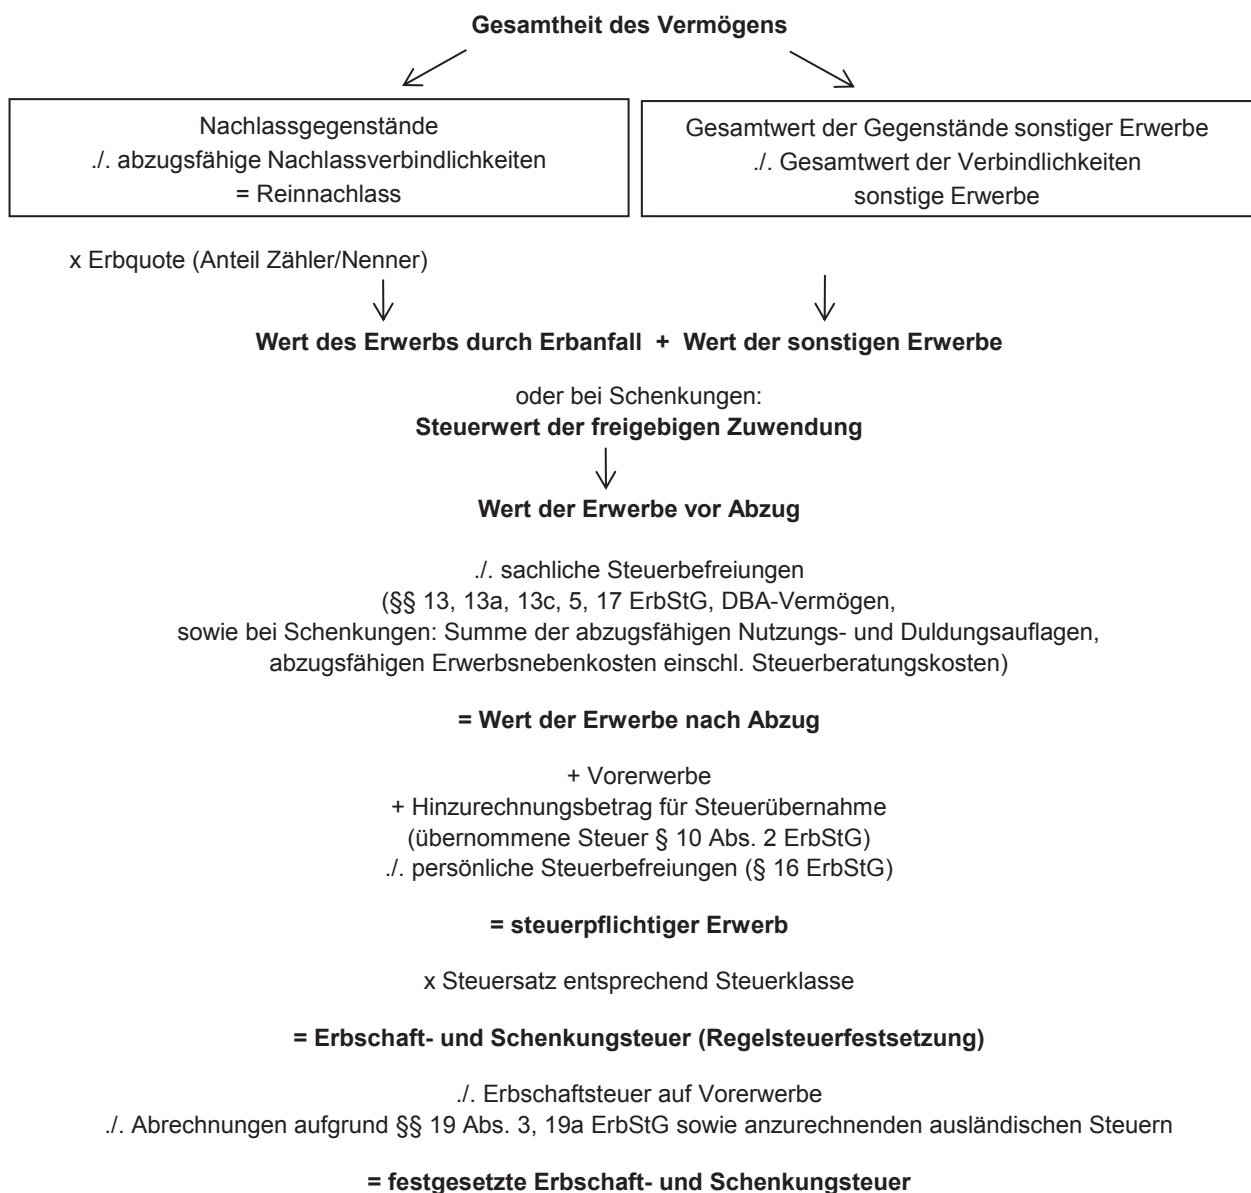 Gesamtheit des Vermögens
Nachlassgegenstände
./. abzugsfähige Nachlassverbindlichkeiten
= Reinnachlass
Gesamtwert der Gegenstände sonstiger Erwerbe
./. Gesamtwert der Verbindlichkeiten
sonstige Erwerbe
x Erbquote (Anteil Zähler/Nenner)
Wert des Erwerbs durch Erbanfall + Wert der sonstigen Erwerbe
oder bei Schenkungen:
Steuerwert der freigebigen Zuwendung
Wert der Erwerbe vor Abzug
./. sachliche Steuerbefreiungen
(§§ 13, 13a, 13c, 5, 17 ErbStG, DBA-Vermögen,
sowie bei Schenkungen: Summe der abzugsfähigen Nutzungs- und Duldungsauflagen,
abzugsfähigen Erwerbsnebenkosten einschl. Steuerberatungskosten)
= Wert der Erwerbe nach Abzug
+ Vorerwerbe
+ Hinzurechnungsbetrag für Steuerübernahme
(übernommene Steuer § 10 Abs. 2 ErbStG)
./. persönliche Steuerbefreiungen (§ 16 ErbStG)
= steuerpflichtiger Erwerb
x Steuersatz entsprechend Steuerklasse
= Erbschaft- und Schenkungsteuer (Regelsteuerfestsetzung)
./. Erbschaftsteuer auf Vorerwerbe
./. Abrechnungen aufgrund §§ 19 Abs. 3, 19a ErbStG sowie anzurechnenden ausländischen Steuern
= festgesetzte Erbschaft- und Schenkungsteuer